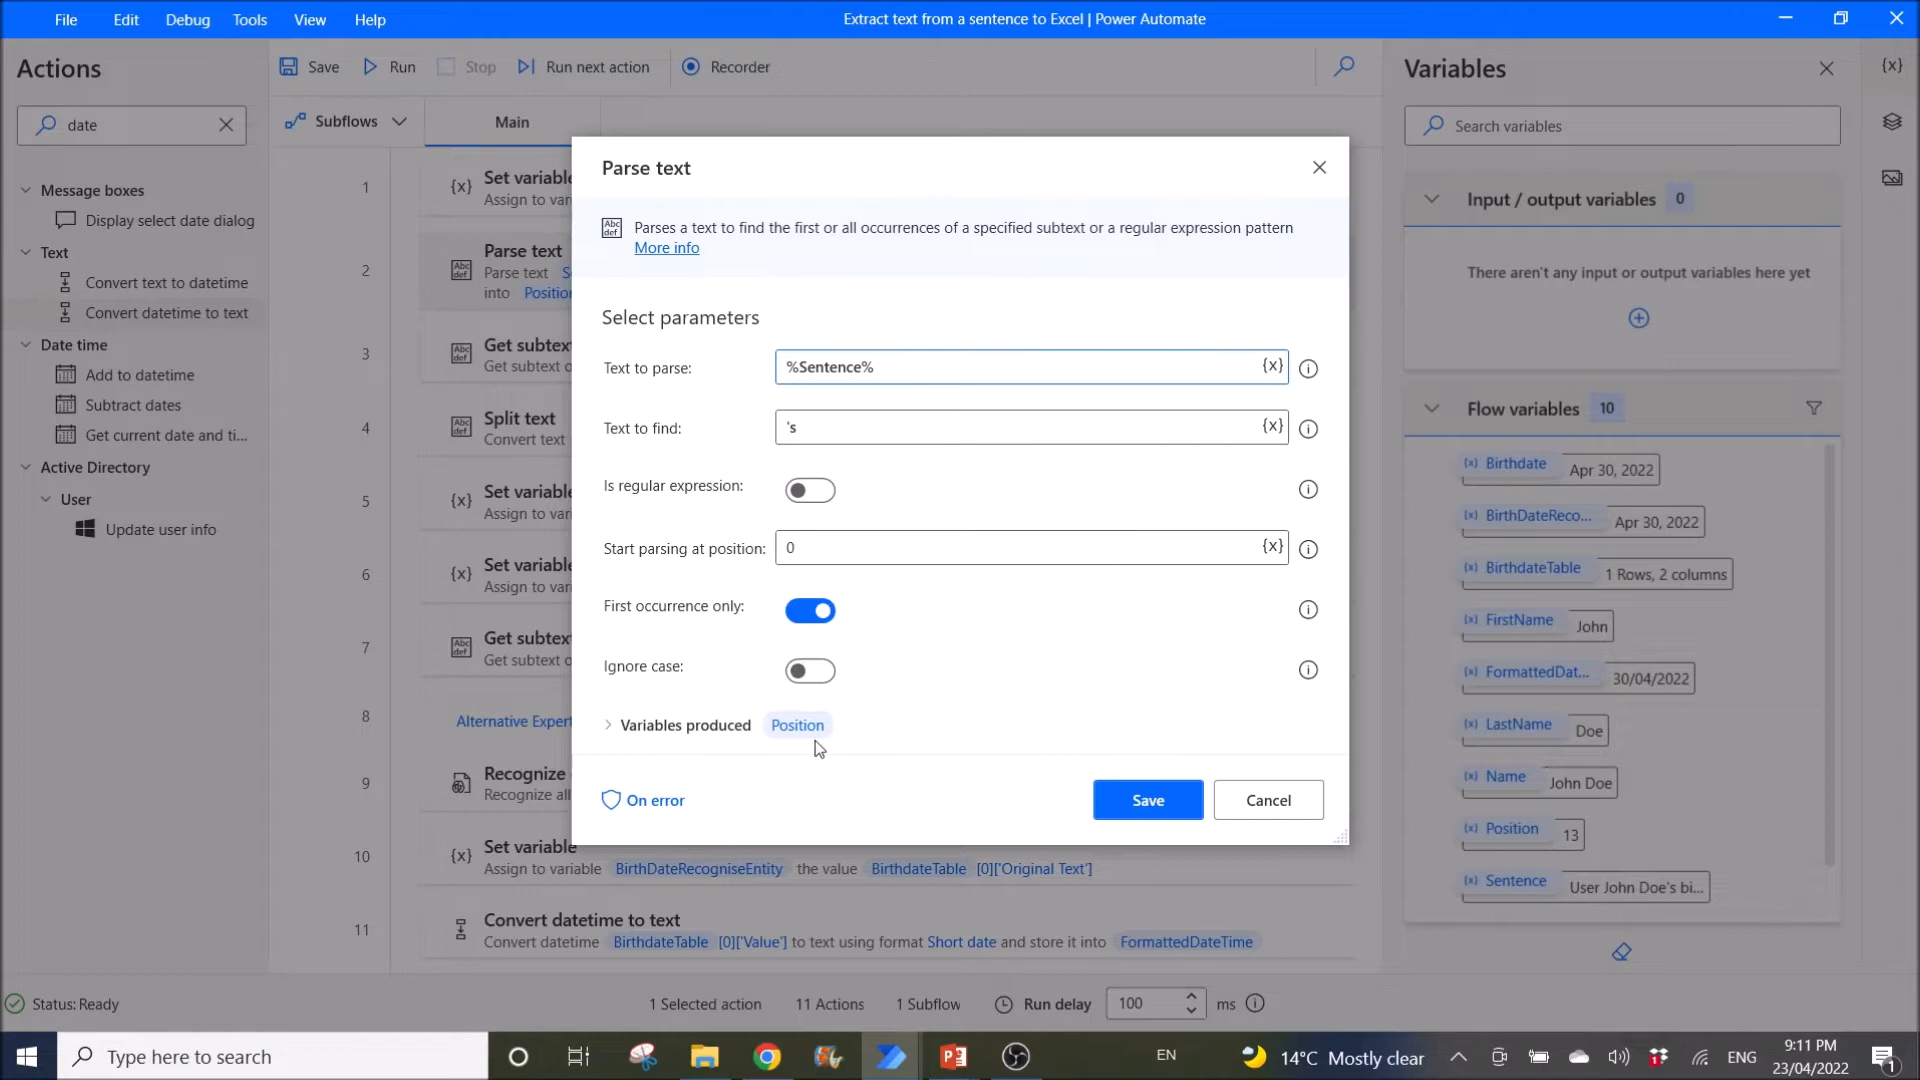 File Edit Debug Tools View Help
Extract text from a sentence to Excel | Power Automate
Actions
date
Message boxes
Display select date dialog
Text
Convert text to datetime
Convert datetime to text
Date time
Add to datetime
Subtract dates
Get current date and ti...
Active Directory
User
Update user info
Save Run Stop Run next action Recorder
Subflows Main
1 {x} Set variable
Assign to var
2 Abc def Parse text
Parse text
into Position
3 Abc def Get subtext
Get subtext o
4 Abc def Split text
Convert text
5 {x} Set variable
Assign to var
6 {x} Set variable
Assign to var
7 Abc def Get subtext
Get subtext o
8 Alternative Expert
9 Recognize
Recognize all
10 {x} Set variable
Assign to variable BirthDateRecogniseEntity the value BirthdateTable [0]['Original Text']
11 Convert datetime to text
Convert datetime BirthdateTable [0]['Value'] to text using format Short date and store it into FormattedDateTime
Parse text
Abc def Parses a text to find the first or all occurrences of a specified subtext or a regular expression pattern
More info
Select parameters
Text to parse: %Sentence% {x}
Text to find: 's {x}
Is regular expression:
Start parsing at position: 0 {x}
First occurrence only:
Ignore case:
Variables produced Position
On error Save Cancel
Variables {x}
Search variables
Input / output variables 0
There aren't any input or output variables here yet
Flow variables 10
(x) Birthdate Apr 30, 2022
(x) BirthDateReco... Apr 30, 2022
(x) BirthdateTable 1 Rows, 2 columns
(x) FirstName John
(x) FormattedDat... 30/04/2022
(x) LastName Doe
(x) Name John Doe
(x) Position 13
(x) Sentence User John Doe's bi...
Status: Ready 1 Selected action 11 Actions 1 Subflow Run delay 100 ms
Type here to search EN 14°C Mostly clear ENG 9:11 PM
23/04/2022 1